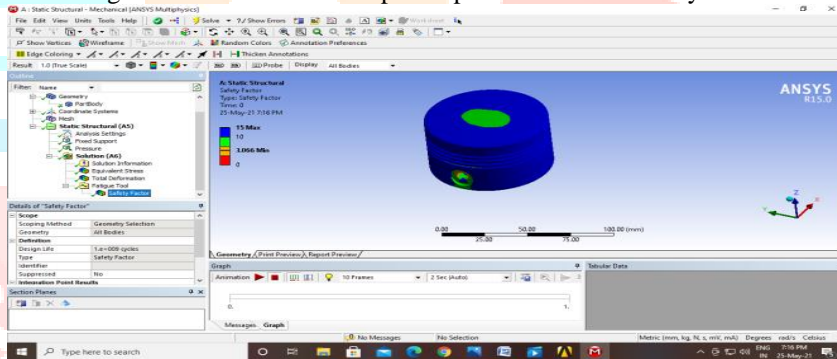 A : Static Structural - Mechanical [ANSYS Multiphysics]
File Edit View Units Tools Help Solve ?/ Show Errors Worksheet
Show Vertices Wireframe Show Mesh Random Colors Annotation Preferences
Edge Coloring Thicken Annotations
Result 1.0 (True Scale) Probe Display All Bodies
Outline
Filter: Name
Geometry
PartBody
Coordinate Systems
Mesh
Static Structural (A5)
Analysis Settings
Fixed Support
Pressure
Solution (A6)
Solution Information
Equivalent Stress
Total Deformation
Fatigue Tool
Safety Factor
Details of "Safety Factor"
Scope
Scoping Method Geometry Selection
Geometry All Bodies
Definition
Design Life 1.e+009 cycles
Type Safety Factor
Identifier
Suppressed No
Integration Point Results
Section Planes
A: Static Structural
Safety Factor
Type: Safety Factor
Time: 0
25-May-21 7:16 PM
15 Max
10
3.066 Min
0
ANSYS
R15.0
Z
X
0.00 50.00 100.00 (mm)
25.00 75.00
Geometry Print Preview Report Preview
Graph
Animation 10 Frames 2 Sec (Auto)
0. 1.
Messages Graph
Tabular Data
No Messages No Selection Metric (mm, kg, N, s, mV, mA) Degrees rad/s Celsius
Type here to search
ENG 7:16 PM
IN 25-May-21